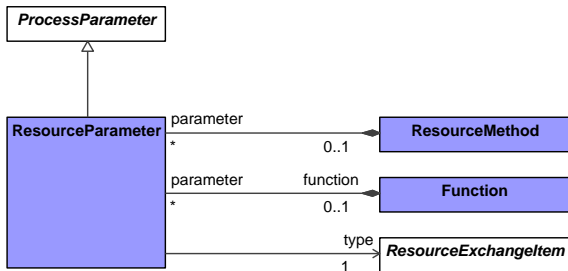 ProcessParameter
ResourceParameter
parameter
*
0..1
ResourceMethod
parameter
function
*
0..1
Function
type
1
ResourceExchangeItem